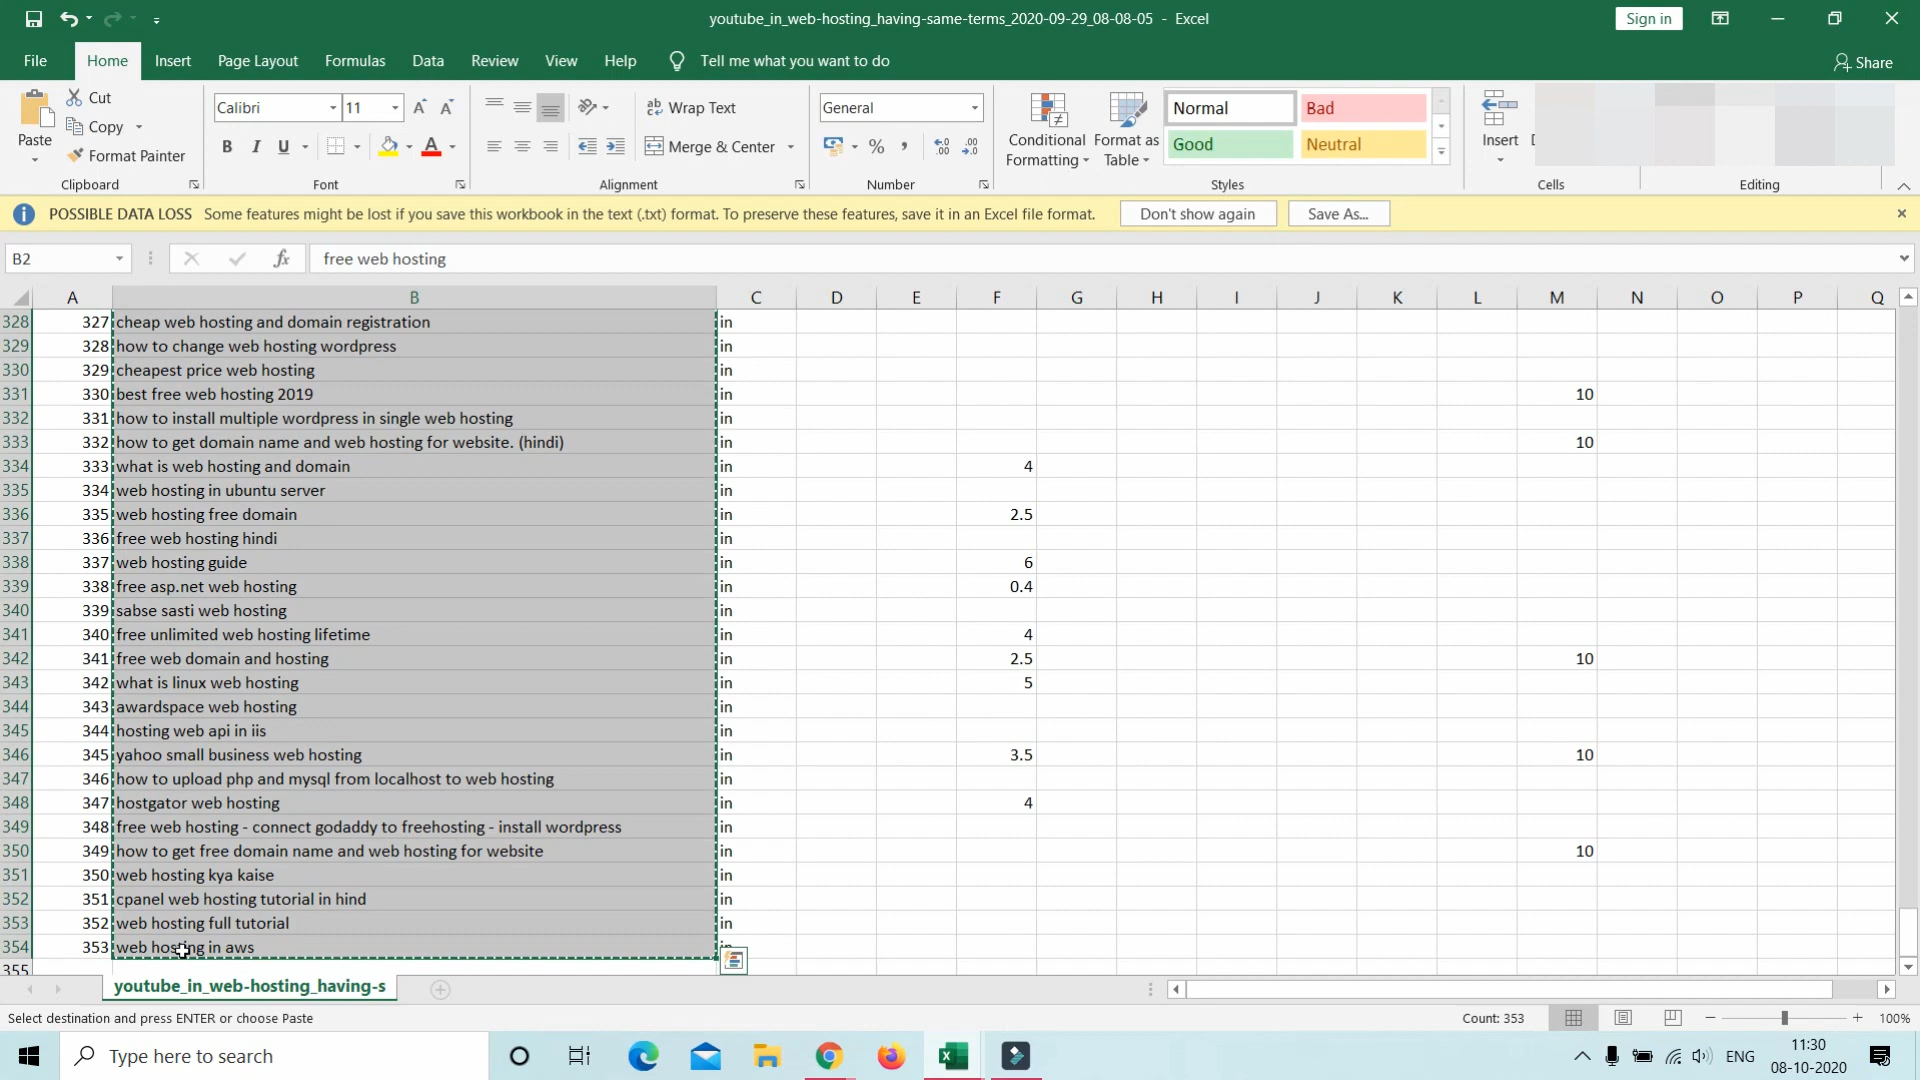 youtube_in_web-hosting_having-same-terms_2020-09-29_08-08-05 - Excel
Sign in
File Home Insert Page Layout Formulas Data Review View Help Tell me what you want to do Share
Paste
Cut
Copy
Format Painter
Clipboard
Calibri 11
B I U
Font
Wrap Text
Merge & Center
Alignment
General
%
Number
Conditional Formatting
Format as Table
Normal Bad
Good Neutral
Styles
Insert
Cells
Editing
POSSIBLE DATA LOSS Some features might be lost if you save this workbook in the text (.txt) format. To preserve these features, save it in an Excel file format. Don't show again Save As...
B2 fx free web hosting
A B C D E F G H I J K L M N O P Q
328 327 cheap web hosting and domain registration in
329 328 how to change web hosting wordpress in
330 329 cheapest price web hosting in
331 330 best free web hosting 2019 in 10
332 331 how to install multiple wordpress in single web hosting in
333 332 how to get domain name and web hosting for website. (hindi) in 10
334 333 what is web hosting and domain in 4
335 334 web hosting in ubuntu server in
336 335 web hosting free domain in 2.5
337 336 free web hosting hindi in
338 337 web hosting guide in 6
339 338 free asp.net web hosting in 0.4
340 339 sabse sasti web hosting in
341 340 free unlimited web hosting lifetime in 4
342 341 free web domain and hosting in 2.5 10
343 342 what is linux web hosting in 5
344 343 awardspace web hosting in
345 344 hosting web api in iis in
346 345 yahoo small business web hosting in 3.5 10
347 346 how to upload php and mysql from localhost to web hosting in
348 347 hostgator web hosting in 4
349 348 free web hosting - connect godaddy to freehosting - install wordpress in
350 349 how to get free domain name and web hosting for website in 10
351 350 web hosting kya kaise in
352 351 cpanel web hosting tutorial in hind in
353 352 web hosting full tutorial in
354 353 web hosting in aws in
355
youtube_in_web-hosting_having-s
Select destination and press ENTER or choose Paste Count: 353 100%
Type here to search
ENG
11:30
08-10-2020